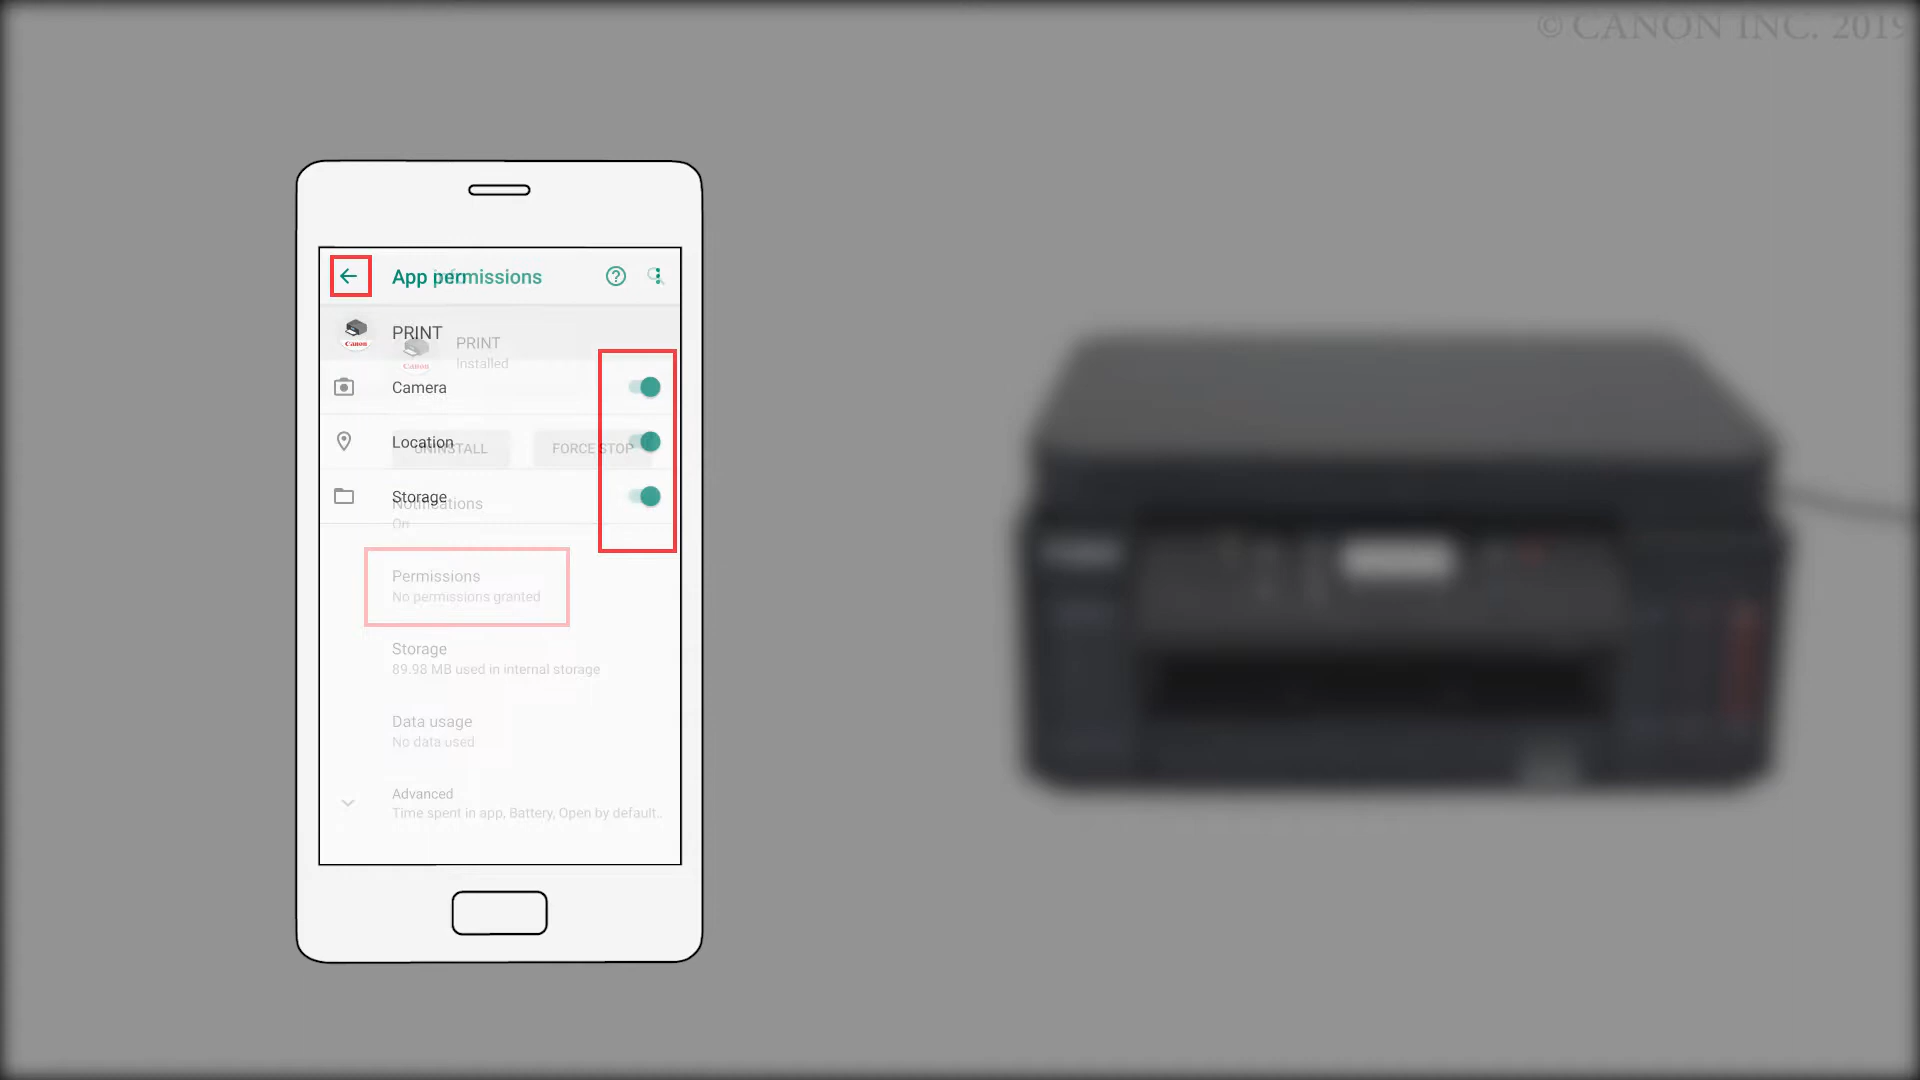 © CANON INC. 2019
App permissions
info
PRINT
Canon
PRINT
Installed
Canon
Camera
Location
UNINSTALL
FORCE STOP
Storage
Notifications
On
Permissions
No permissions granted
Storage
89.98 MB used in internal storage
Data usage
No data used
Advanced
Time spent in app, Battery, Open by default..